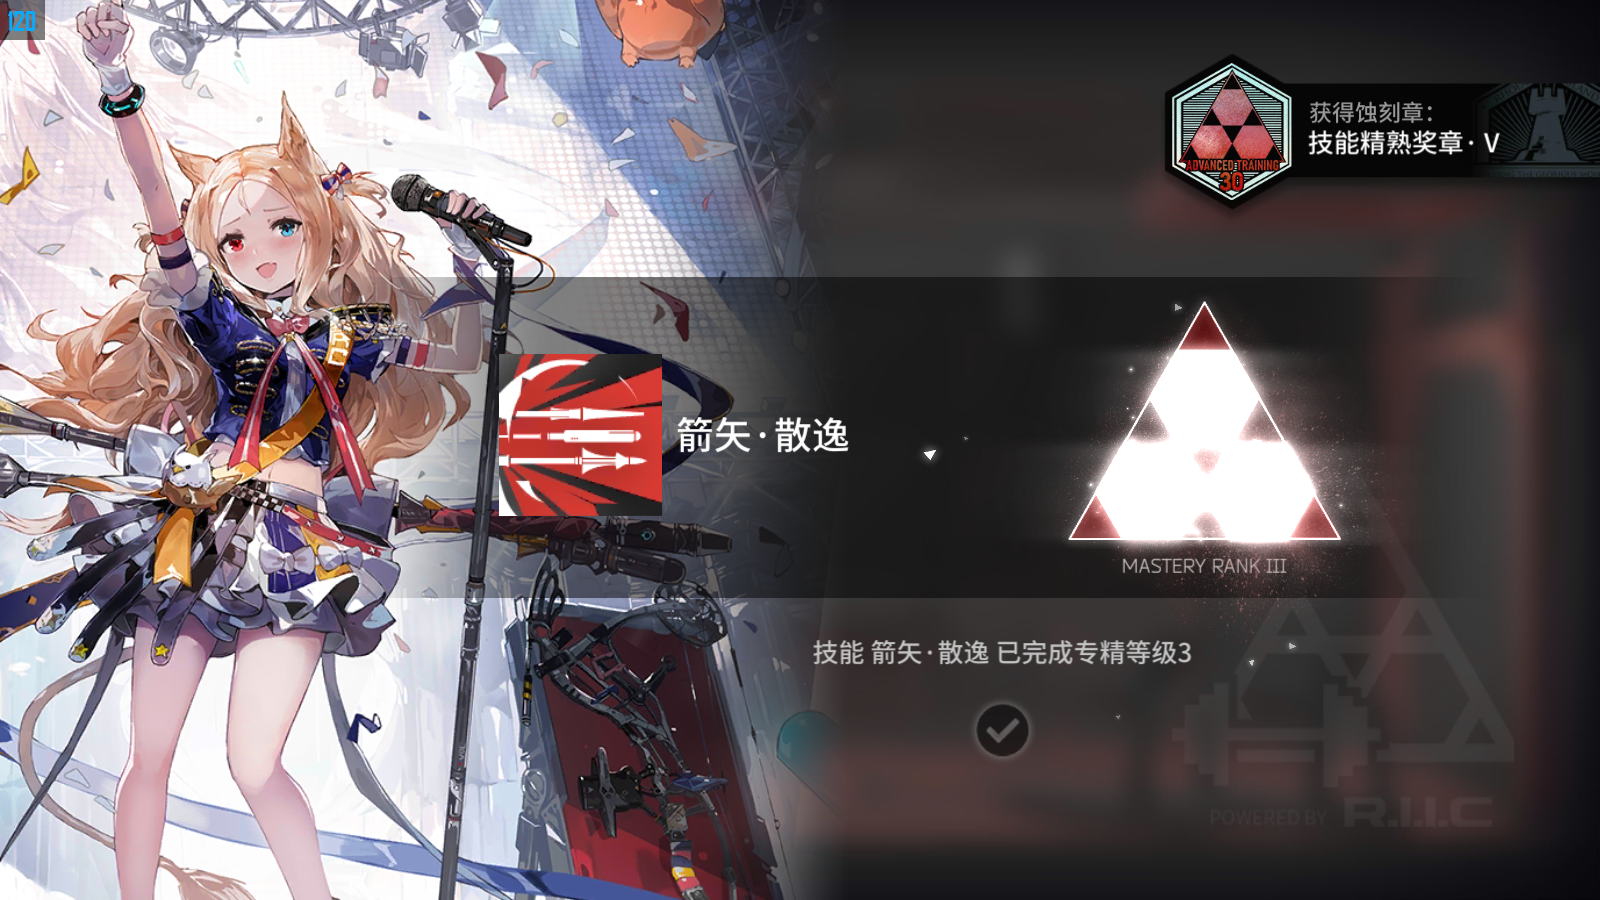 120
获得蚀刻章：
技能精熟奖章·V
ADVANCED TRAINING
30
箭矢·散逸
MASTERY RANK III
技能 箭矢·散逸 已完成专精等级3
POWERED BY R.I.I.C